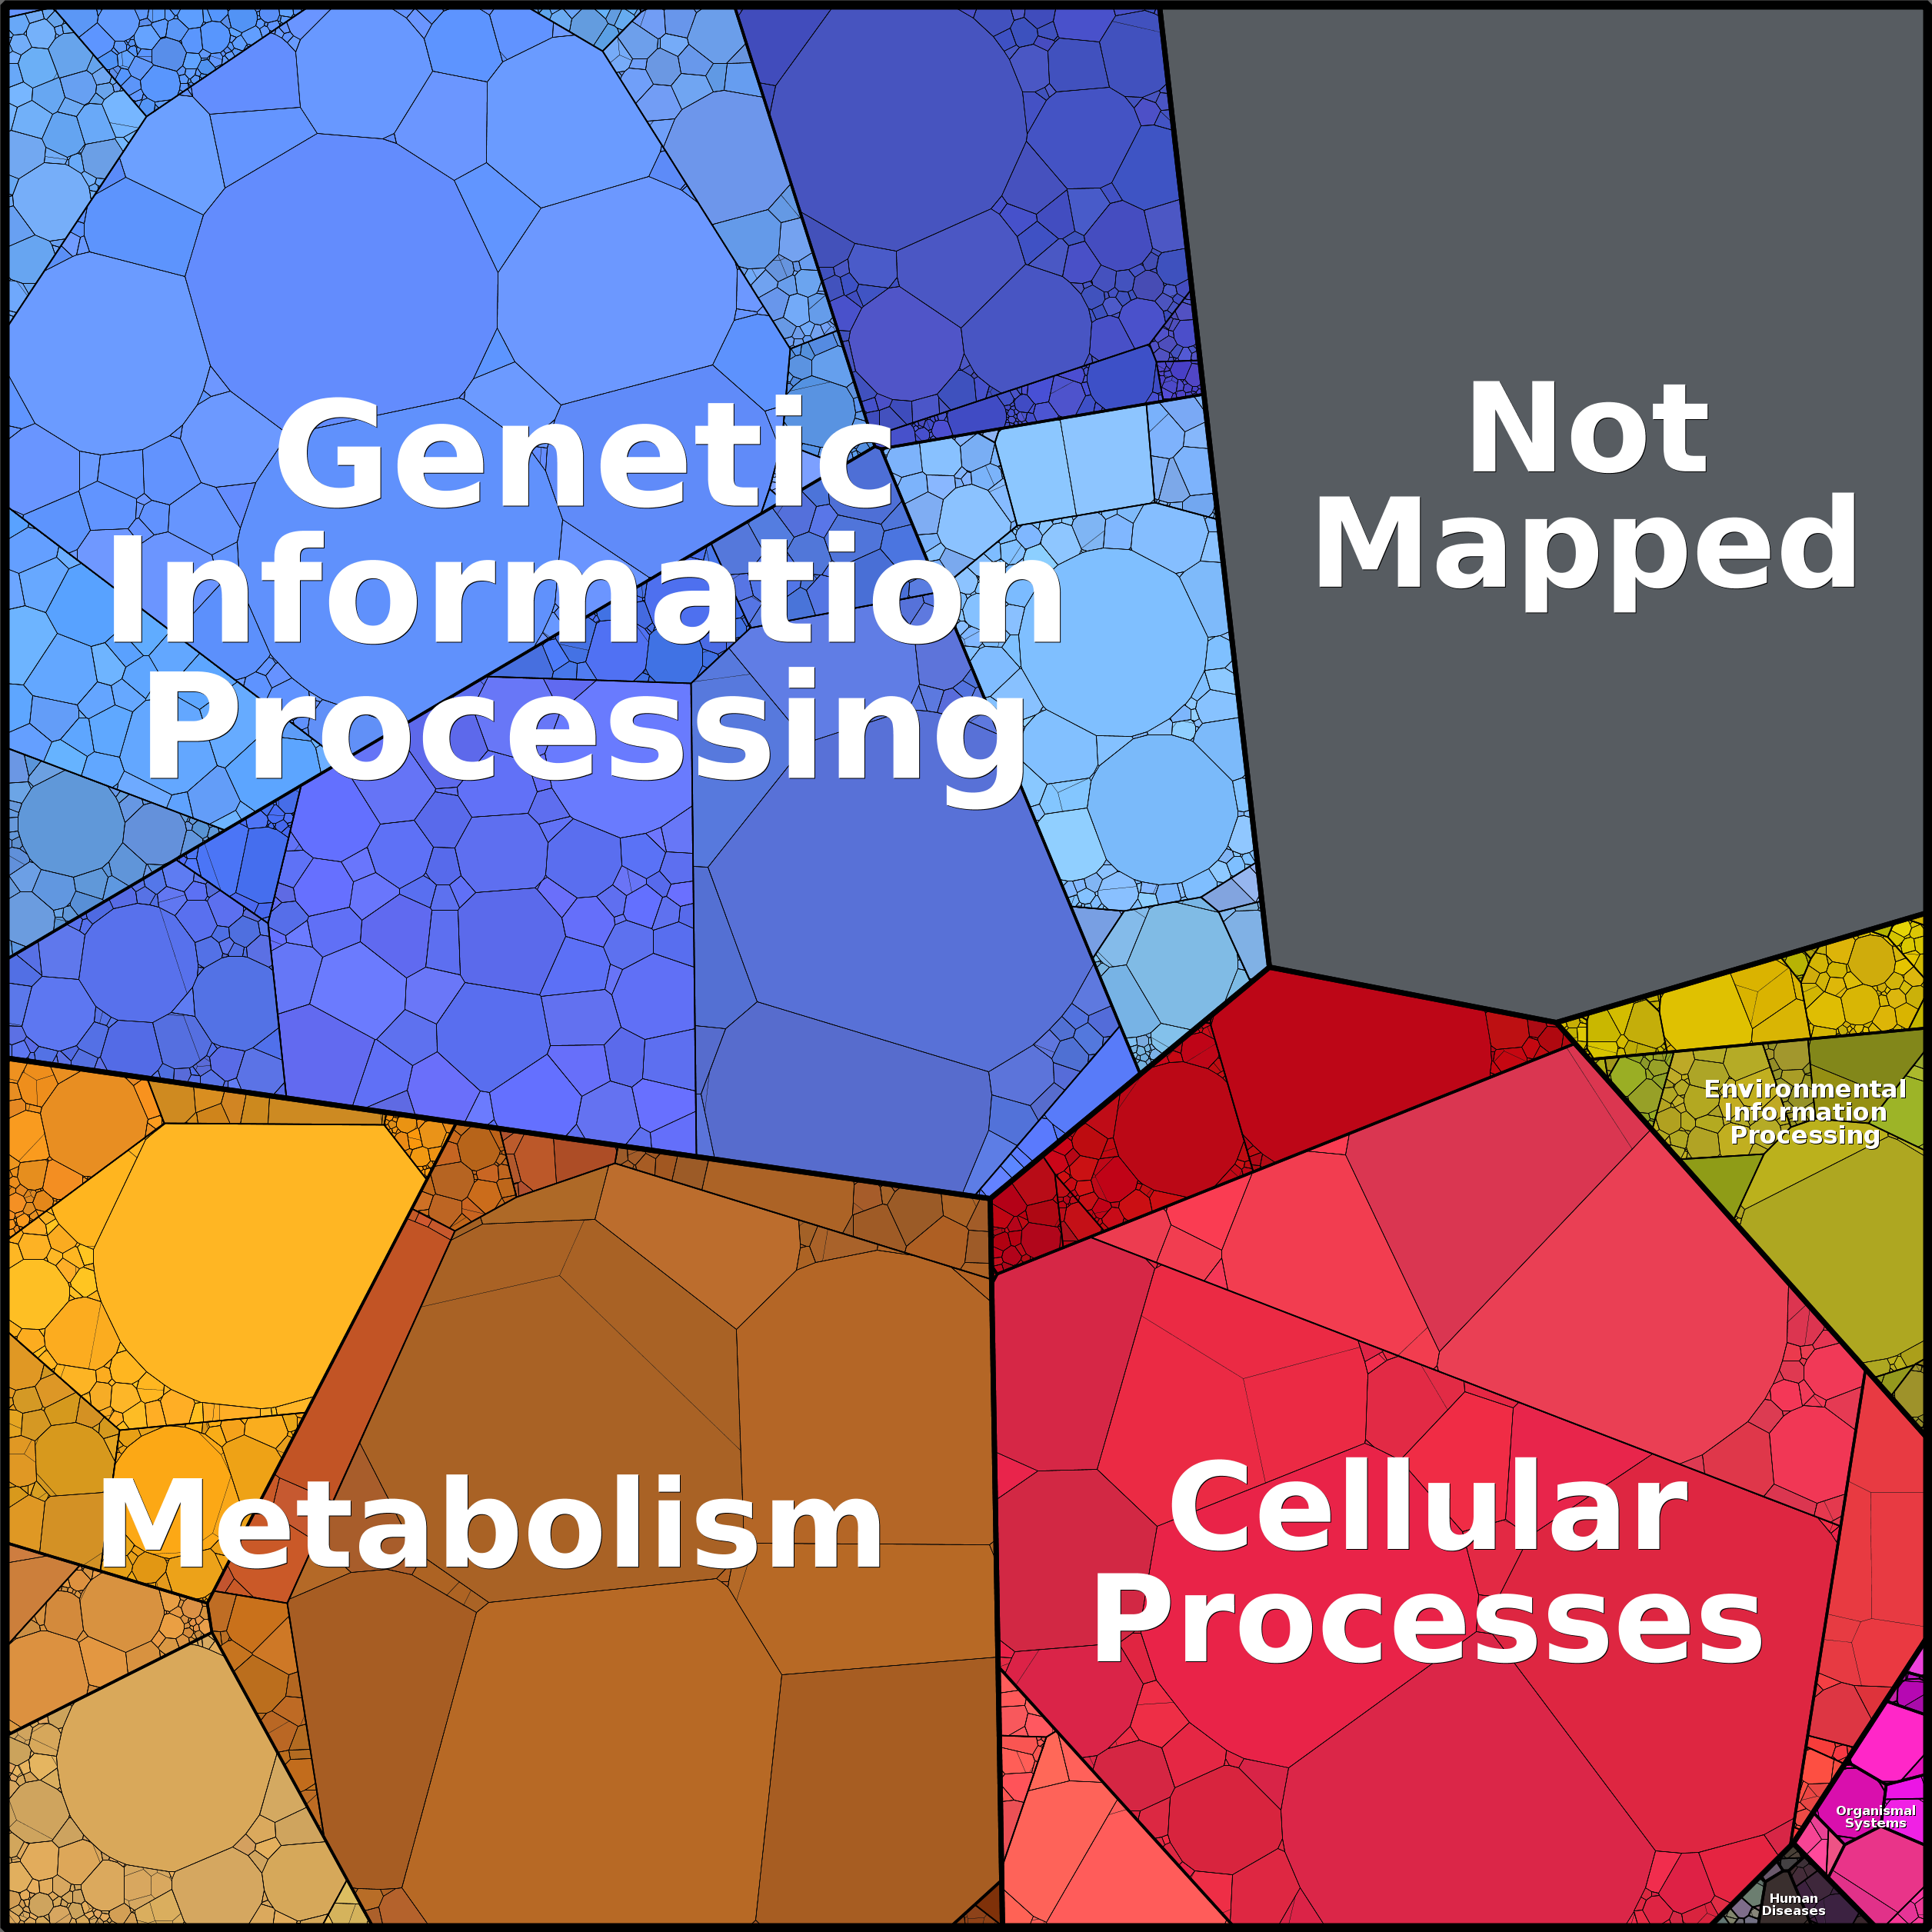 Genetic
Information
Processing
Not
Mapped
Environmental
Information
Processing
Metabolism
Cellular
Processes
Organismal
Systems
Human
Diseases